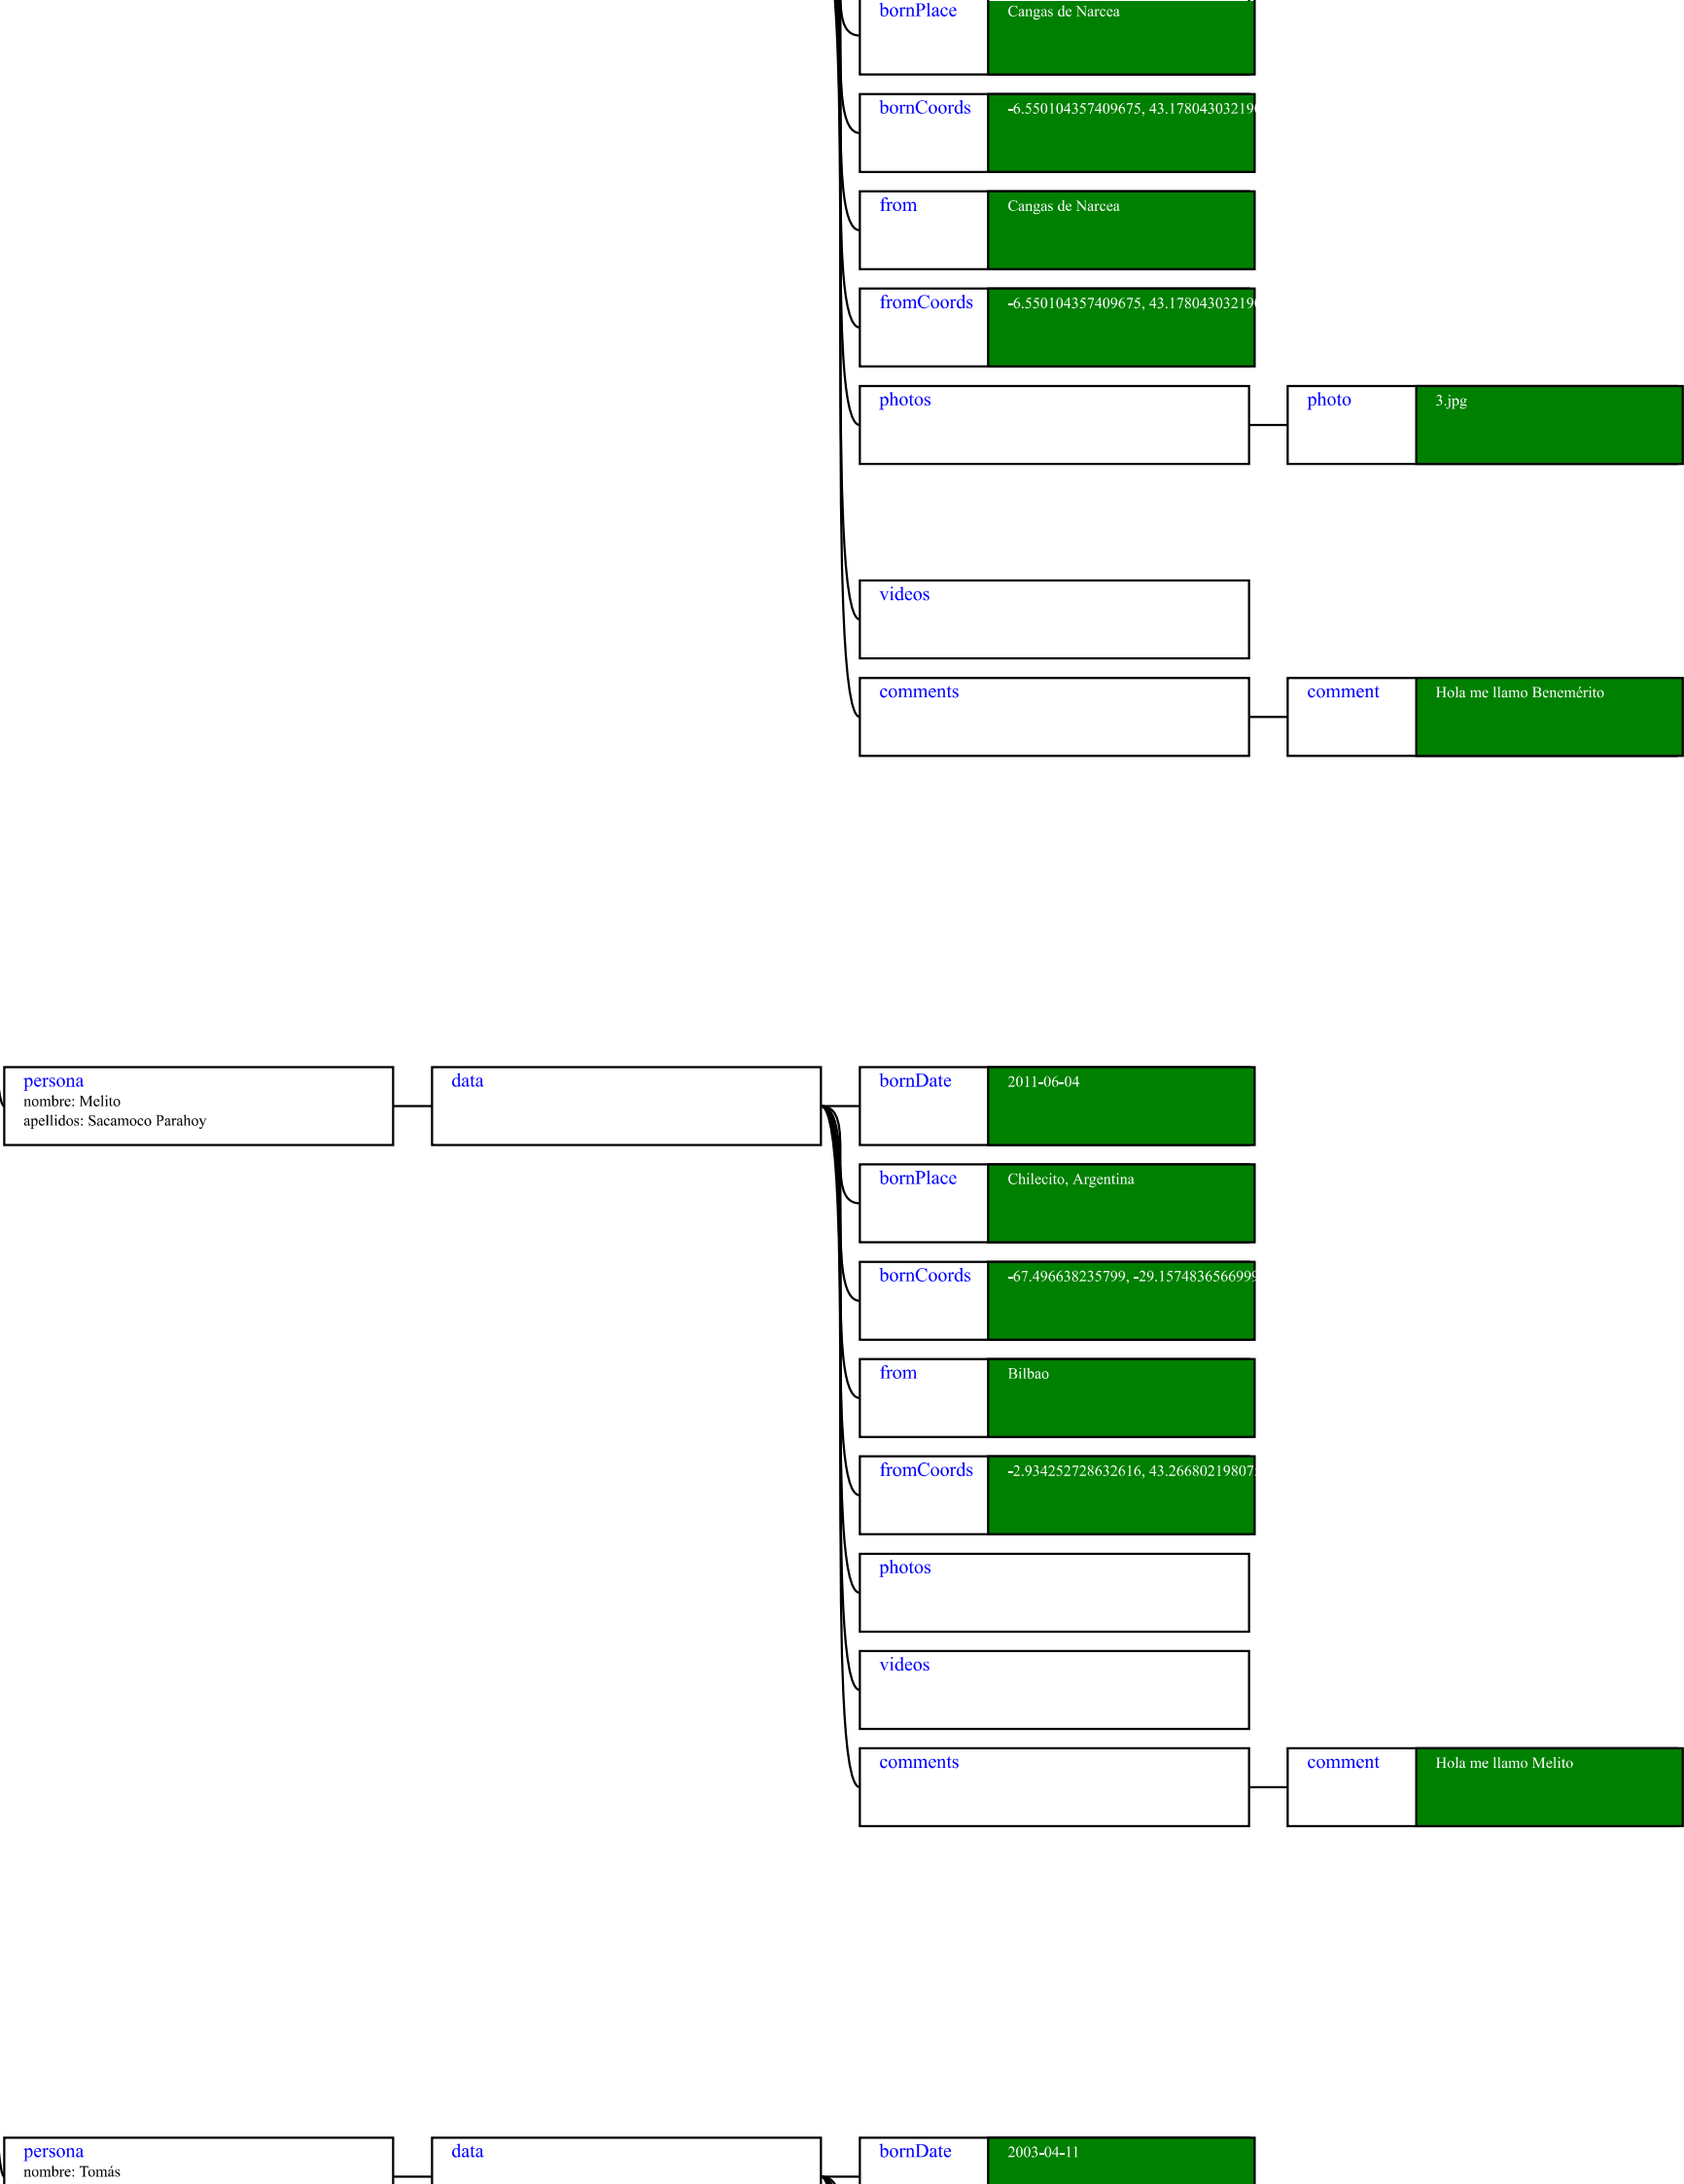 bornPlace Cangas de Narcea
bornCoords -6.550104357409675, 43.1780430321
from Cangas de Narcea
fromCoords -6.550104357409675, 43.1780430321
photos photo 3.jpg
videos
comments comment Hola me llamo Benemérito
persona data bornDate 2011-06-04
nombre: Melito
apellidos: Sacamoco Parahoy
bornPlace Chilecito, Argentina
bornCoords -67.496638235799, -29.157483656699
from Bilbao
fromCoords -2.934252728632616, 43.26680219807
photos
videos
comments comment Hola me llamo Melito
persona data bornDate 2003-04-11
nombre: Tomás